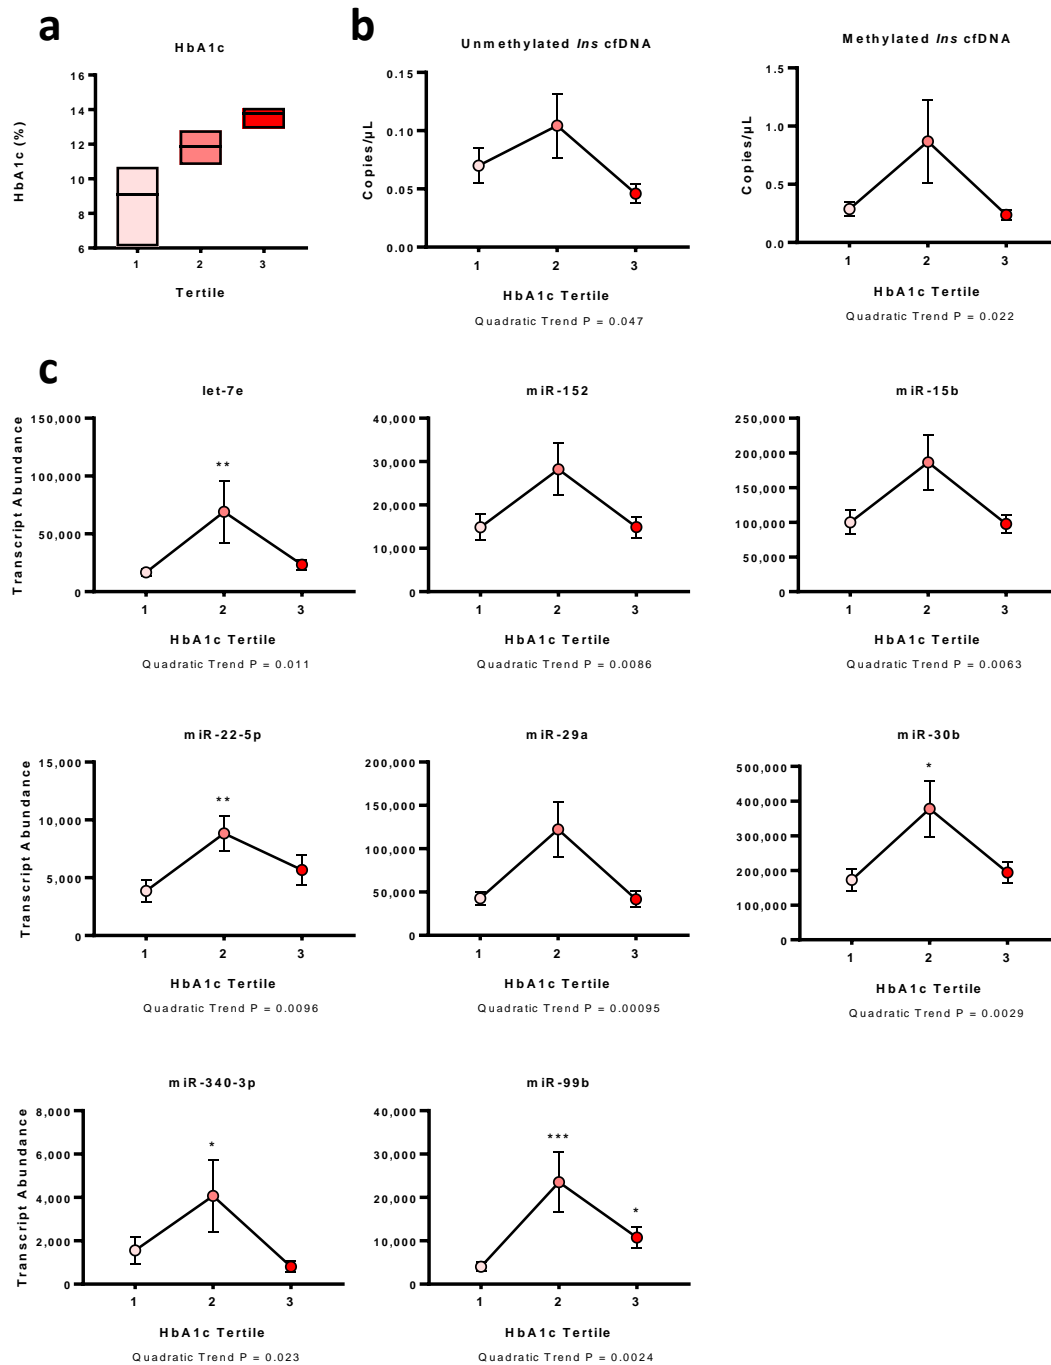 a
HbA1c
HbA1c (%)
16
14
12
10
8
6
1 2 3
Tertile
b
Unmethylated Ins cfDNA
Copies/µL
0.15
0.10
0.05
0.00
1 2 3
HbA1c Tertile
Quadratic Trend P = 0.047
Methylated Ins cfDNA
Copies/µL
1.5
1.0
0.5
0.0
1 2 3
HbA1c Tertile
Quadratic Trend P = 0.022
c
let-7e
Transcript Abundance
150,000
100,000
50,000
0
**
1 2 3
HbA1c Tertile
Quadratic Trend P = 0.011
miR-152
40,000
30,000
20,000
10,000
0
1 2 3
HbA1c Tertile
Quadratic Trend P = 0.0086
miR-15b
250,000
200,000
150,000
100,000
50,000
0
1 2 3
HbA1c Tertile
Quadratic Trend P = 0.0063
miR-22-5p
Transcript Abundance
15,000
10,000
5,000
0
**
1 2 3
HbA1c Tertile
Quadratic Trend P = 0.0096
miR-29a
200,000
150,000
100,000
50,000
0
1 2 3
HbA1c Tertile
Quadratic Trend P = 0.00095
miR-30b
500,000
400,000
300,000
200,000
100,000
0
*
1 2 3
HbA1c Tertile
Quadratic Trend P = 0.0029
miR-340-3p
Transcript Abundance
8,000
6,000
4,000
2,000
0
*
1 2 3
HbA1c Tertile
Quadratic Trend P = 0.023
miR-99b
40,000
30,000
20,000
10,000
0
***
*
1 2 3
HbA1c Tertile
Quadratic Trend P = 0.0024